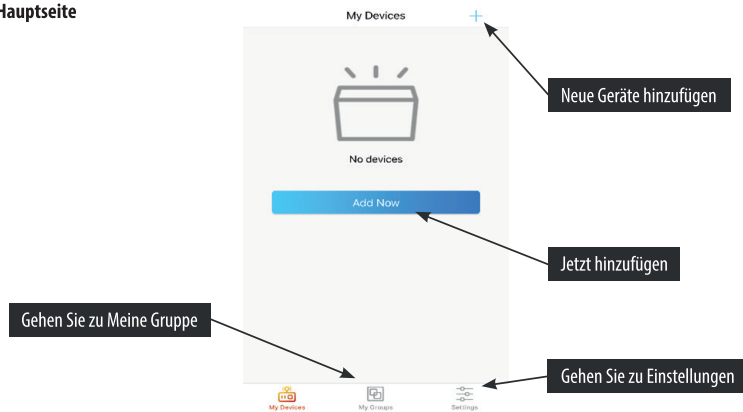 Hauptseite
My Devices
Neue Geräte hinzufügen
No devices
Add Now
Jetzt hinzufügen
Gehen Sie zu Meine Gruppe
Gehen Sie zu Einstellungen
My Devices
My Groups
Settings